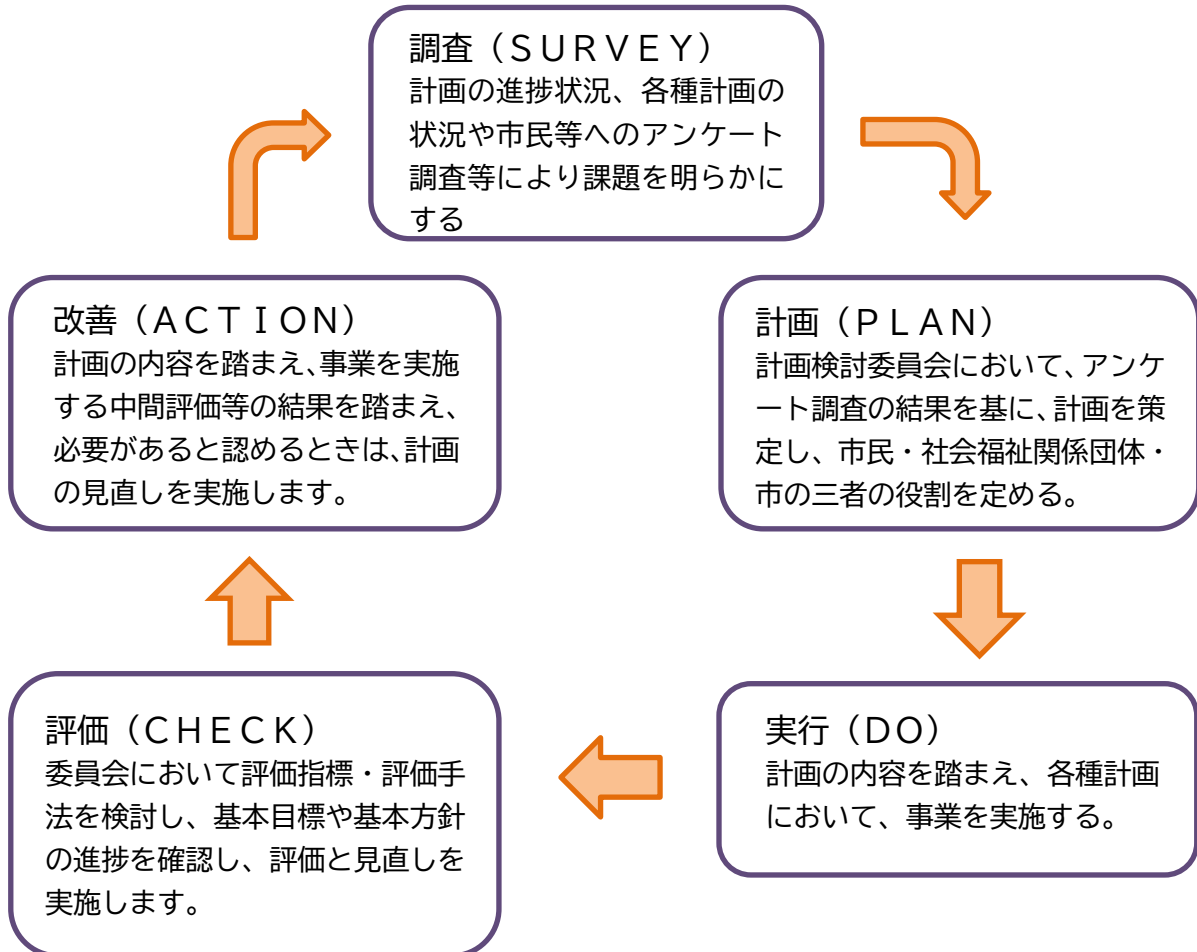 調査（ＳＵＲＶＥＹ）
計画の進捗状況、各種計画の
状況や市民等へのアンケート
調査等により課題を明らかに
する
改善（ＡＣＴＩＯＮ）
計画の内容を踏まえ、事業を実施
する中間評価等の結果を踏まえ、
必要があると認めるときは、計画
の見直しを実施します。
計画（ＰＬＡＮ）
計画検討委員会において、アンケ
ート調査の結果を基に、計画を策
定し、市民・社会福祉関係団体・
市の三者の役割を定める。
評価（ＣＨＥＣＫ）
委員会において評価指標・評価手
法を検討し、基本目標や基本方針
の進捗を確認し、評価と見直しを
実施します。
実行（ＤＯ）
計画の内容を踏まえ、各種計画
において、事業を実施する。